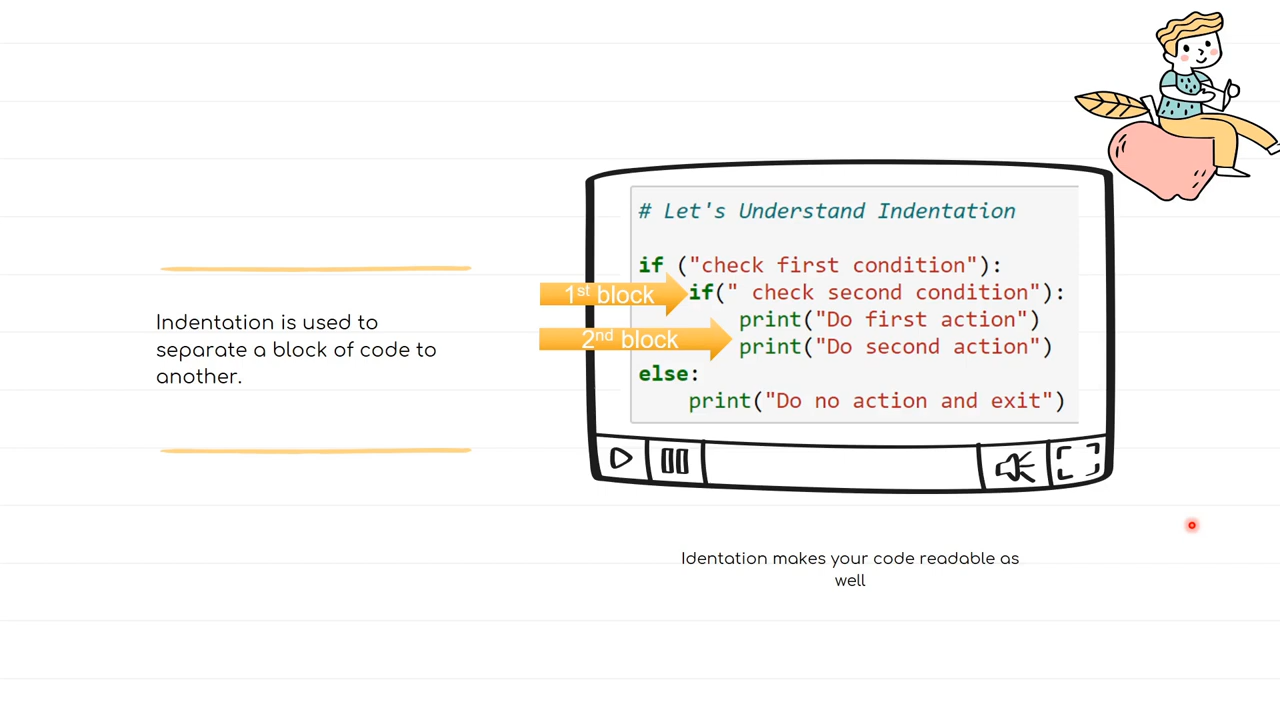 Indentation is used to
separate a block of code to
another.
# Let's Understand Indentation
if ("check first condition"):
1st block
if(" check second condition"):
print("Do first action")
2nd block
print("Do second action")
else:
print("Do no action and exit")
Identation makes your code readable as
well